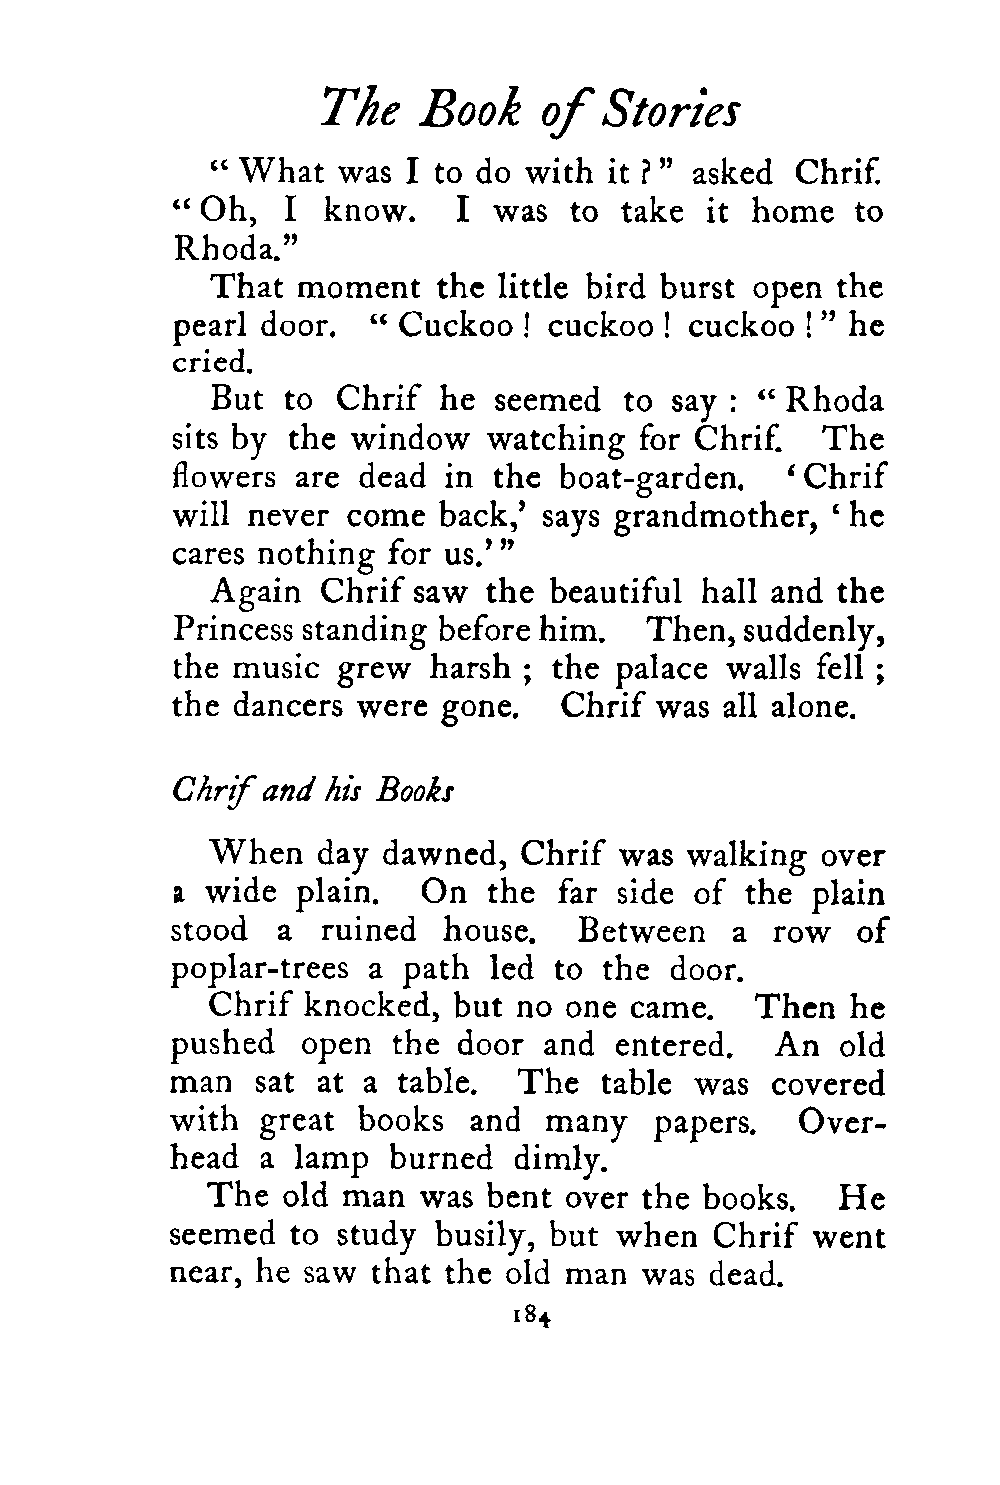 The Book of Stories
“ What was I to do with it ? ” asked Chrif.
“ Oh, I know. I was to take it home to
Rhoda.”
That moment the little bird burst open the
pearl door. “ Cuckoo ! cuckoo ! cuckoo ! ” he
cried.
But to Chrif he seemed to say : “ Rhoda
sits by the window watching for Chrif. The
flowers are dead in the boat-garden. ‘ Chrif
will never come back,’ says grandmother, ‘ he
cares nothing for us.’ ”
Again Chrif saw the beautiful hall and the
Princess standing before him. Then, suddenly,
the music grew harsh ; the palace walls fell ;
the dancers were gone. Chrif was all alone.
Chrif and his Books
When day dawned, Chrif was walking over
a wide plain. On the far side of the plain
stood a ruined house. Between a row of
poplar-trees a path led to the door.
Chrif knocked, but no one came. Then he
pushed open the door and entered. An old
man sat at a table. The table was covered
with great books and many papers. Over-
head a lamp burned dimly.
The old man was bent over the books. He
seemed to study busily, but when Chrif went
near, he saw that the old man was dead.
184